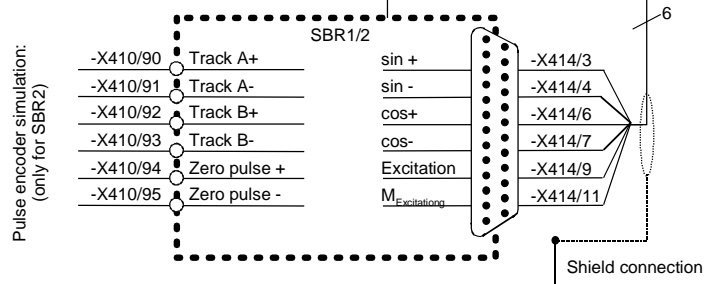 6
SBR1/2
-X410/90 Track A+ sin + -X414/3
-X410/91 Track A- sin - -X414/4
-X410/92 Track B+ cos+ -X414/6
-X410/93 Track B- cos- -X414/7
-X410/94 Zero pulse + Excitation -X414/9
-X410/95 Zero pulse - MExcitationg -X414/11
Pulse encoder simulation:
(only for SBR2)
Shield connection